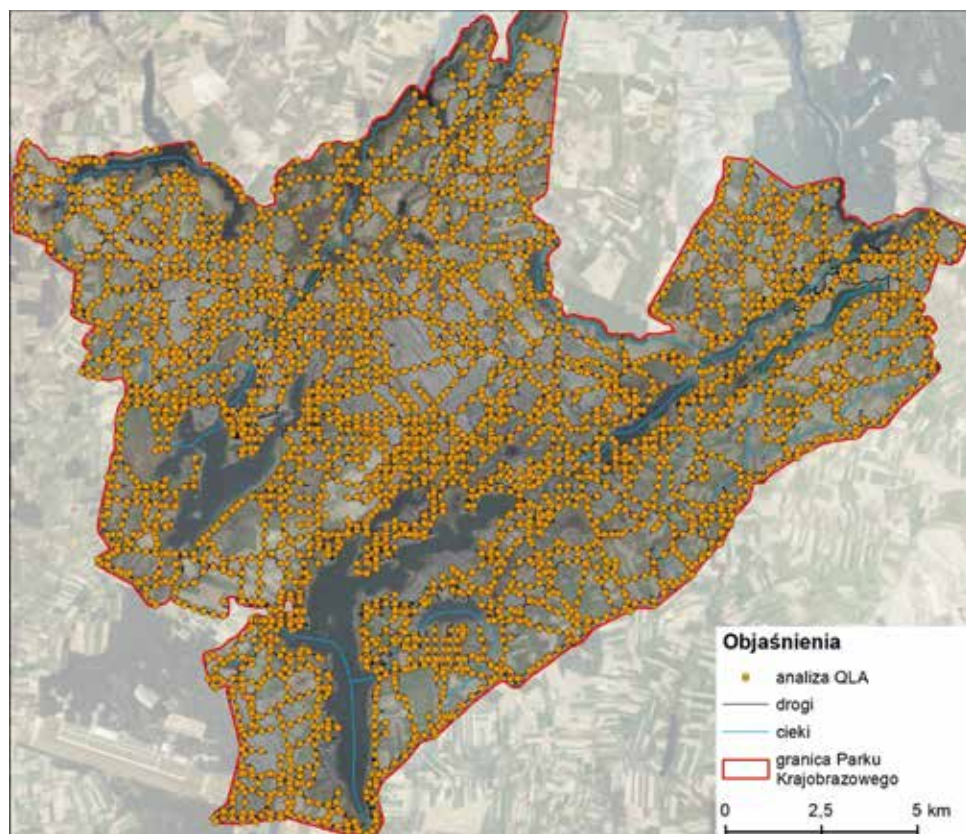 Objaśnienia
analiza QLA
drogi
cieki
granica Parku
Krajobrazowego
0 2,5 5 km